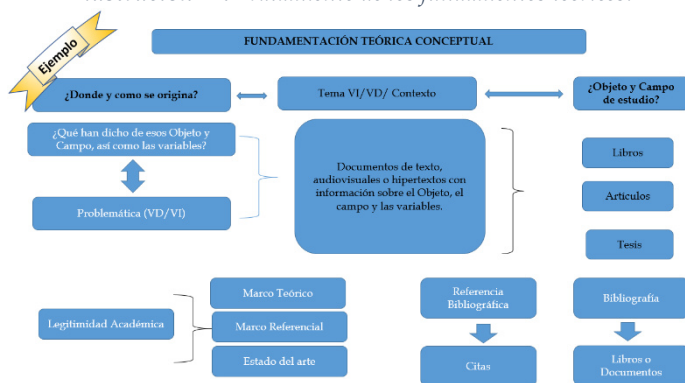 Ejemplo
FUNDAMENTACIÓN TEÓRICA CONCEPTUAL
¿Donde y como se origina?
Tema VI/VD/ Contexto
¿Objeto y Campo
de estudio?
¿Qué han dicho de esos Objeto y
Campo, así como las variables?
Problemática (VD/VI)
Documentos de texto,
audiovisuales o hipertextos con
información sobre el Objeto, el
campo y las variables.
Libros
Artículos
Tesis
Legitimidad Académica
Marco Teórico
Marco Referencial
Estado del arte
Referencia
Bibliográfica
Citas
Bibliografía
Libros o
Documentos